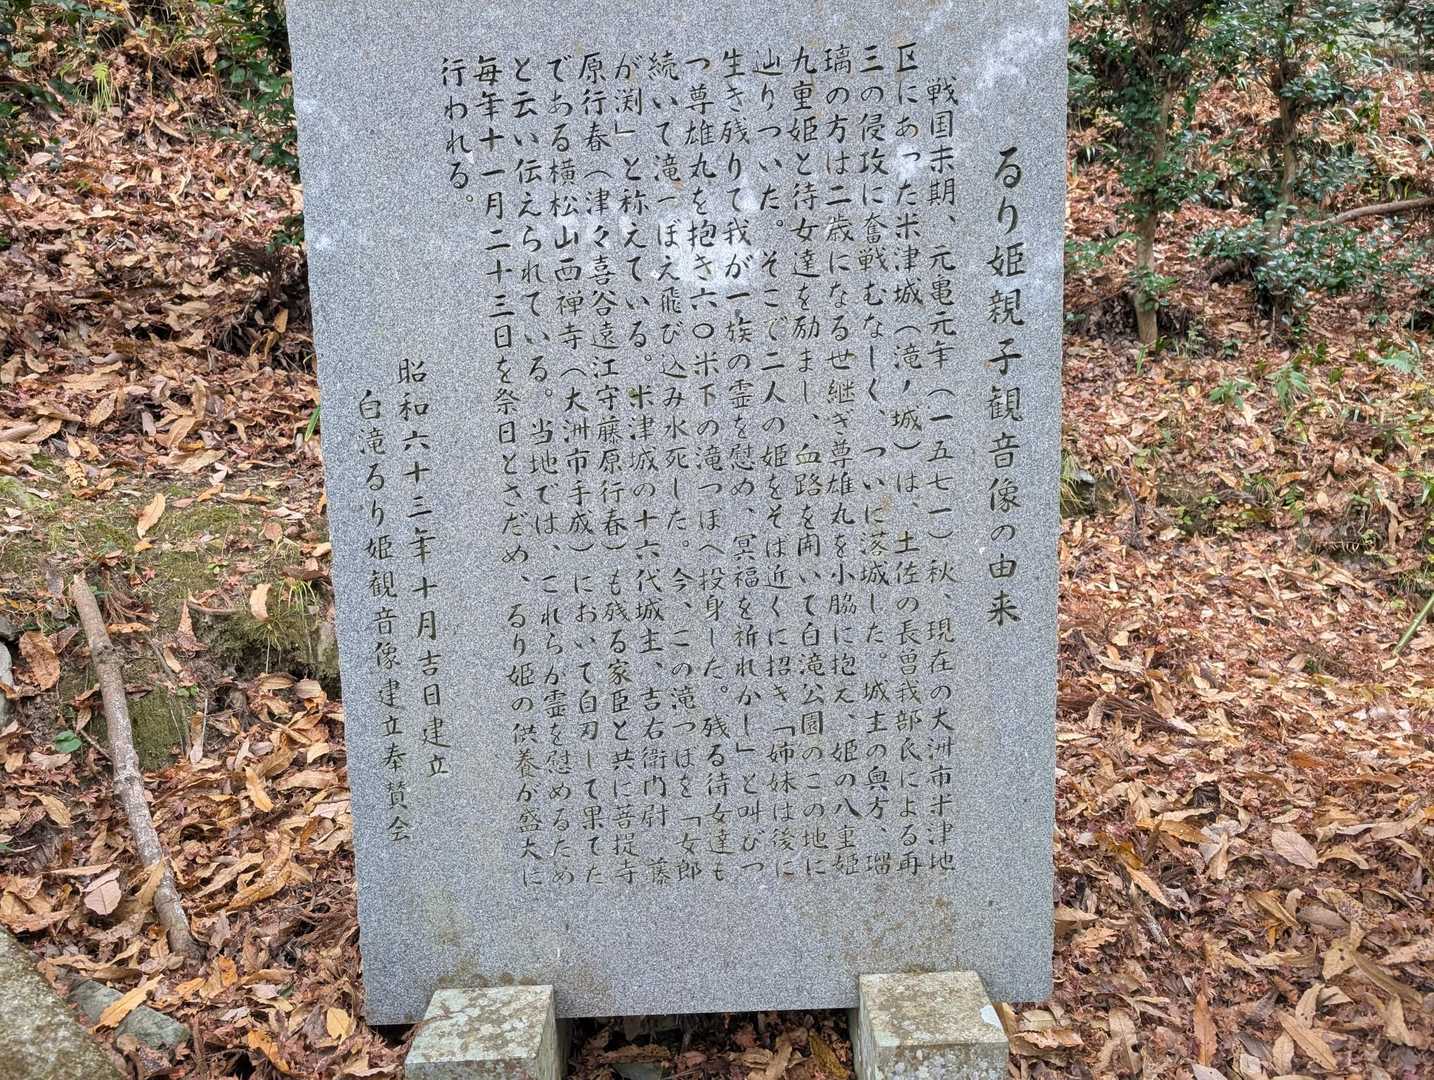 るり姫親子観音像の由来
戦国末期、元亀元年（一五七一）秋、現在の大洲市米津地
区にあった米津城（滝ノ城）は、土佐の長曽我部氏による再
三の侵攻に奮戦むなしく、ついに落城した。城主の奥方、瑠
璃の方は二歳になる世継ぎ尊雄丸を小脇に抱え、姫の八重姫
九重姫と待女達を励まし、血路を開いて白滝公園のこの地に
辿りついた。そこで二人の姫をそば近くに招き「姉妹は後に
生き残りて我が一族の霊を慰め、冥福を祈れかし」と叫びつ
つ尊雄丸を抱き六〇米下の滝つぼへ投身した。残る待女達も
続いて滝つぼえ飛び込み水死した。今、この滝つぼを「女郎
が渕」と称えている。米津城の十六代城主、吉右衛門尉　藤
原行春（津々喜谷遠江守藤原行春）も残る家臣と共に菩提寺
である横松山西禅寺（大洲市手成）において自刃して果てた
と云い伝えられている。当地では、これらが霊を慰めるため
毎年十一月二十三日を祭日とさだめ、るり姫の供養が盛大に
行われる。
昭和六十三年十月吉日建立
白滝るり姫観音像建立奉賛会